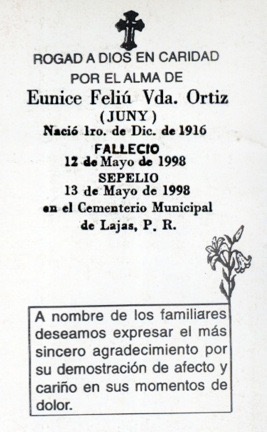 ROGAD A DIOS EN CARIDAD
POR EL ALMA DE
Eunice Feliú Vda. Ortiz
(JUNY)
Nació 1ro. de Dic. de 1916
FALLECIO
12 de Mayo de 1998
SEPELIO
13 de Mayo de 1998
en el Cementerio Municipal
de Lajas, P. R.
A nombre de los familiares
deseamos expresar el más
sincero agradecimiento por
su demostración de afecto y
cariño en sus momentos de
dolor.